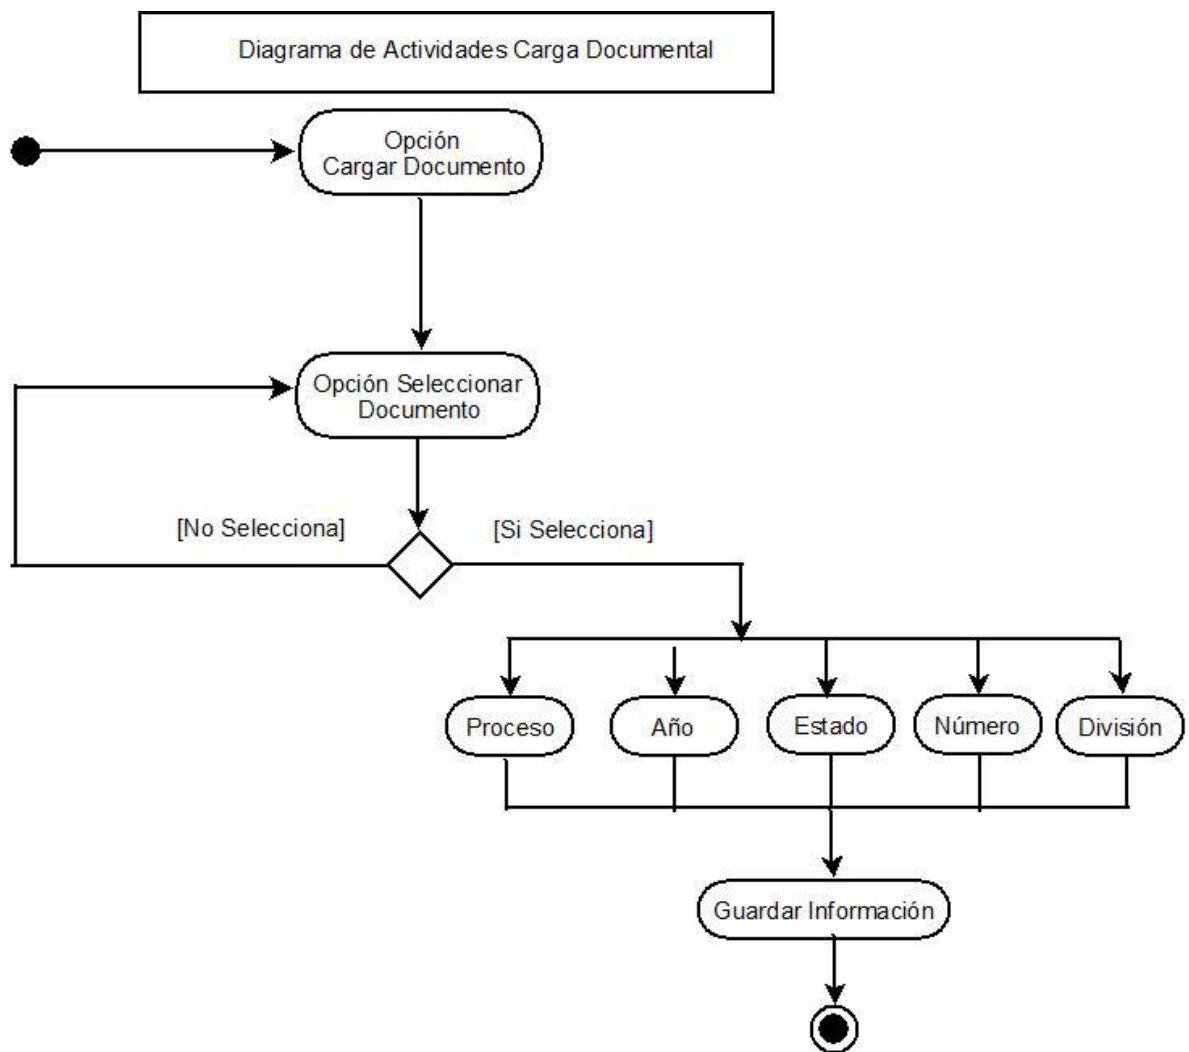 Diagrama de Actividades Carga Documental
Opción
Cargar Documento
Opción Seleccionar
Documento
[No Selecciona]
[Si Selecciona]
Proceso
Año
Estado
Número
División
Guardar Información